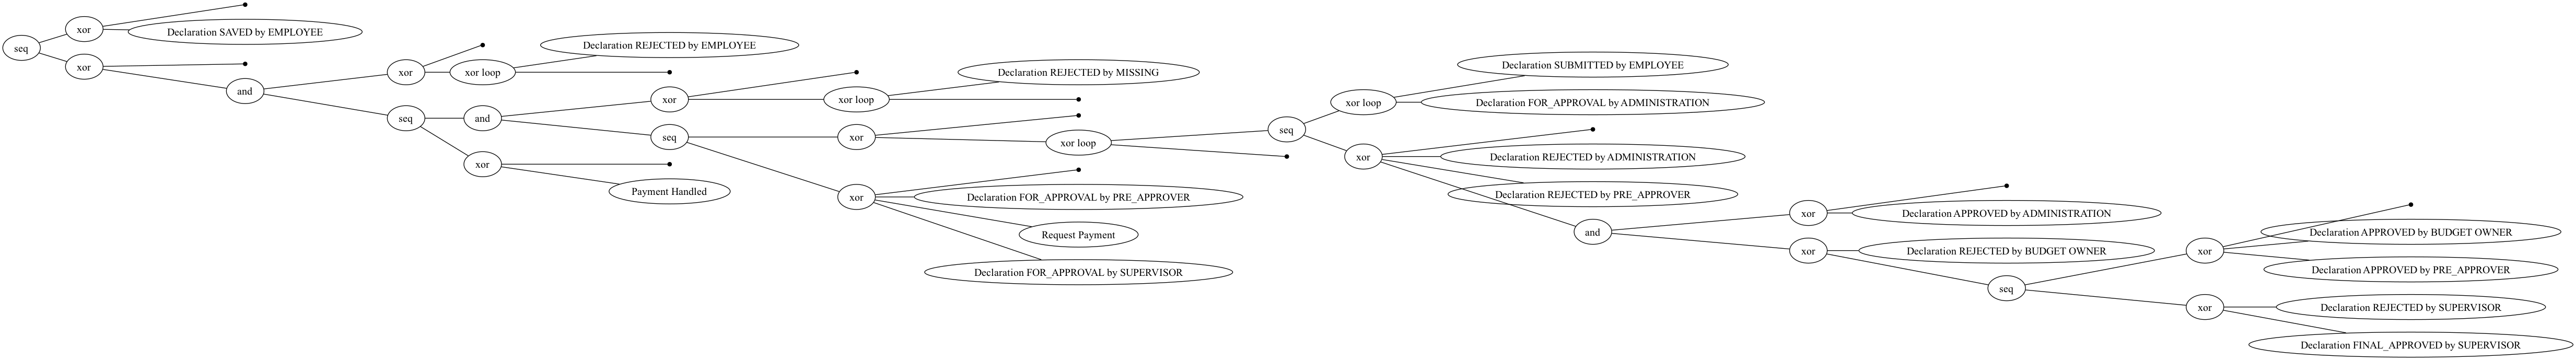 seq
xor
Declaration SAVED by EMPLOYEE
xor
and
xor
xor loop
Declaration REJECTED by EMPLOYEE
seq
and
xor
xor loop
Declaration REJECTED by MISSING
seq
xor
xor loop
seq
xor loop
Declaration SUBMITTED by EMPLOYEE
Declaration FOR_APPROVAL by ADMINISTRATION
xor
Declaration REJECTED by ADMINISTRATION
Declaration REJECTED by PRE_APPROVER
and
xor
Declaration APPROVED by ADMINISTRATION
xor
Declaration REJECTED by BUDGET OWNER
seq
xor
Declaration APPROVED by BUDGET OWNER
Declaration APPROVED by PRE_APPROVER
xor
Declaration REJECTED by SUPERVISOR
Declaration FINAL_APPROVED by SUPERVISOR
xor
Declaration FOR_APPROVAL by PRE_APPROVER
Request Payment
Declaration FOR_APPROVAL by SUPERVISOR
xor
Payment Handled